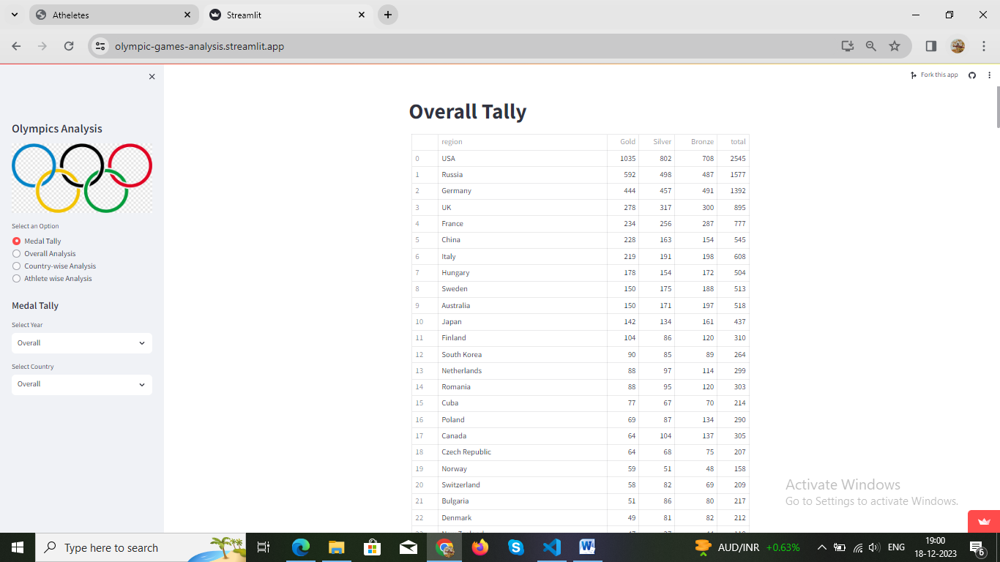 Atheletes
Streamlit
olympic-games-analysis.streamlit.app
Fork this app
Olympics Analysis
Select an Option
Medal Tally
Overall Analysis
Country-wise Analysis
Athlete wise Analysis
Medal Tally
Select Year
Overall
Select Country
Overall
Overall Tally
region Gold Silver Bronze total
0 USA 1035 802 708 2545
1 Russia 592 498 487 1577
2 Germany 444 457 491 1392
3 UK 278 317 300 895
4 France 234 256 287 777
5 China 228 163 154 545
6 Italy 219 191 198 608
7 Hungary 178 154 172 504
8 Sweden 150 175 188 513
9 Australia 150 171 197 518
10 Japan 142 134 161 437
11 Finland 104 86 120 310
12 South Korea 90 85 89 264
13 Netherlands 88 97 114 299
14 Romania 88 95 120 303
15 Cuba 77 67 70 214
16 Poland 69 87 134 290
17 Canada 64 104 137 305
18 Czech Republic 64 68 75 207
19 Norway 59 51 48 158
20 Switzerland 58 82 69 209
21 Bulgaria 51 86 80 217
22 Denmark 49 81 82 212
Activate Windows
Go to Settings to activate Windows.
Type here to search
AUD/INR +0.63%
ENG
19:00
18-12-2023
6